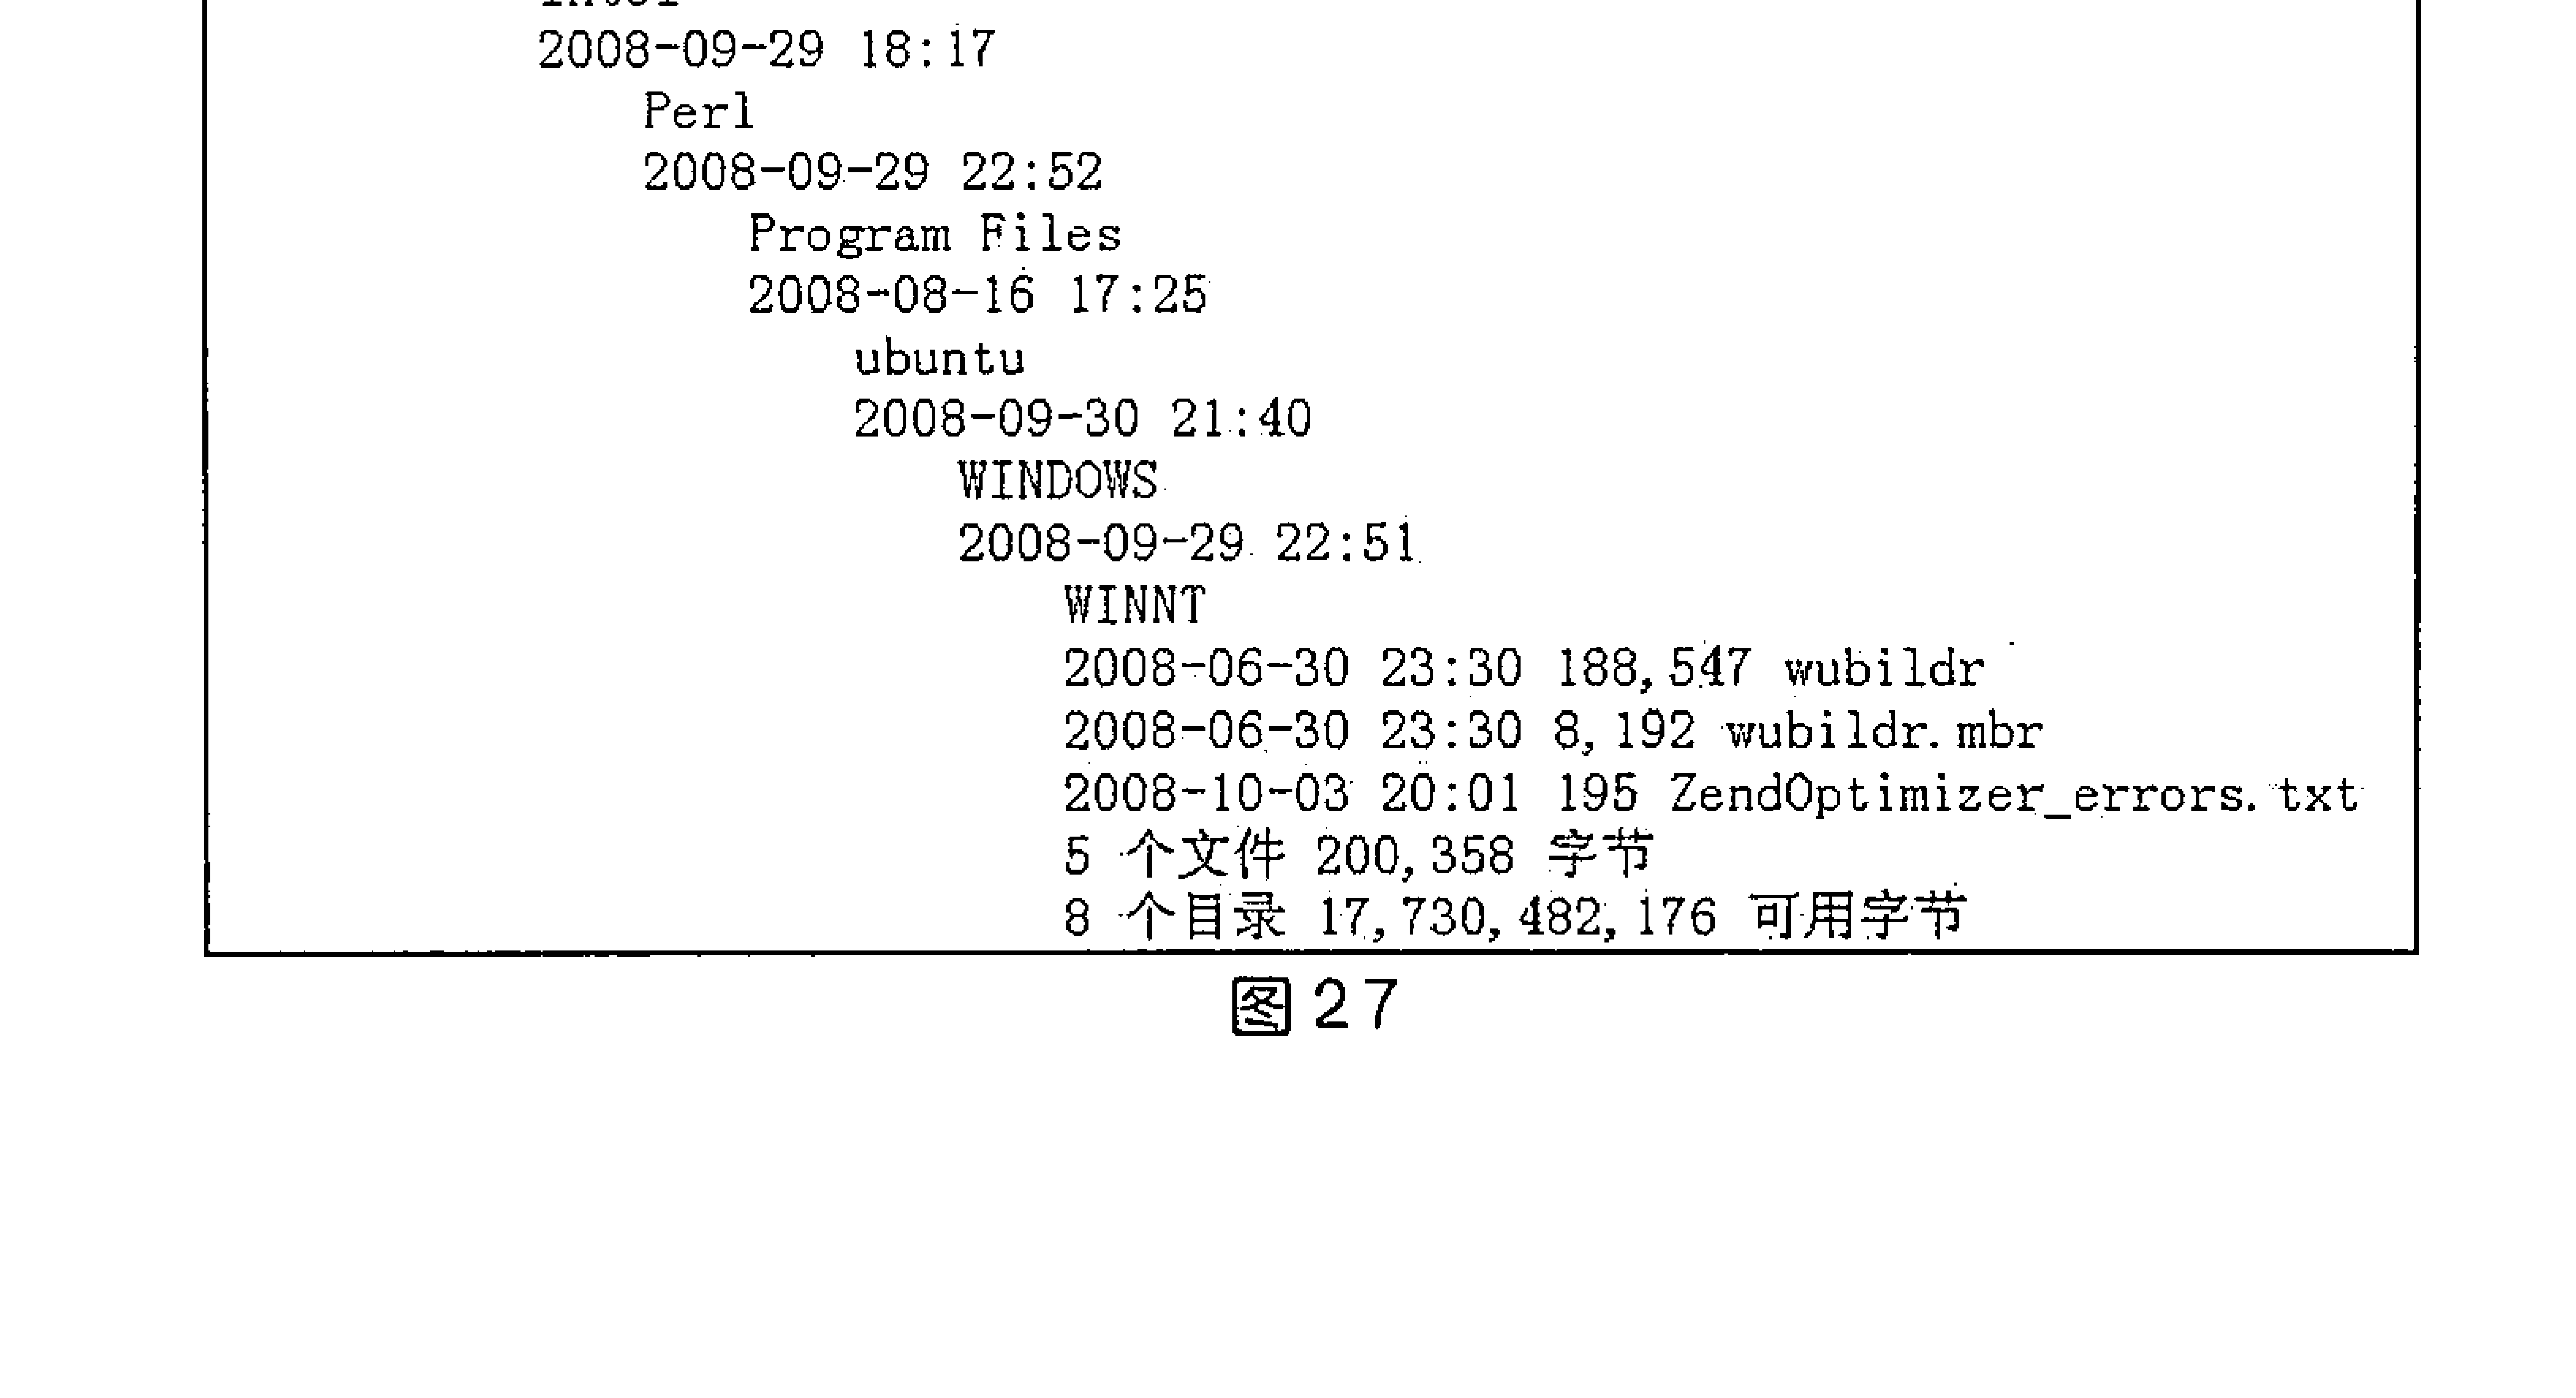 2008-09-29 18:17
Perl
2008-09-29 22:52
Program Files
2008-08-16 17:25
ubuntu
2008-09-30 21:40
WINDOWS
2008-09-29 22:51
WINNT
2008-06-30 23:30 188,547 wubildr
2008-06-30 23:30 8,192 wubildr.mbr
2008-10-03 20:01 195 ZendOptimizer_errors.txt
5 个文件 200,358 字节
8 个目录 17,730,482,176 可用字节
图27